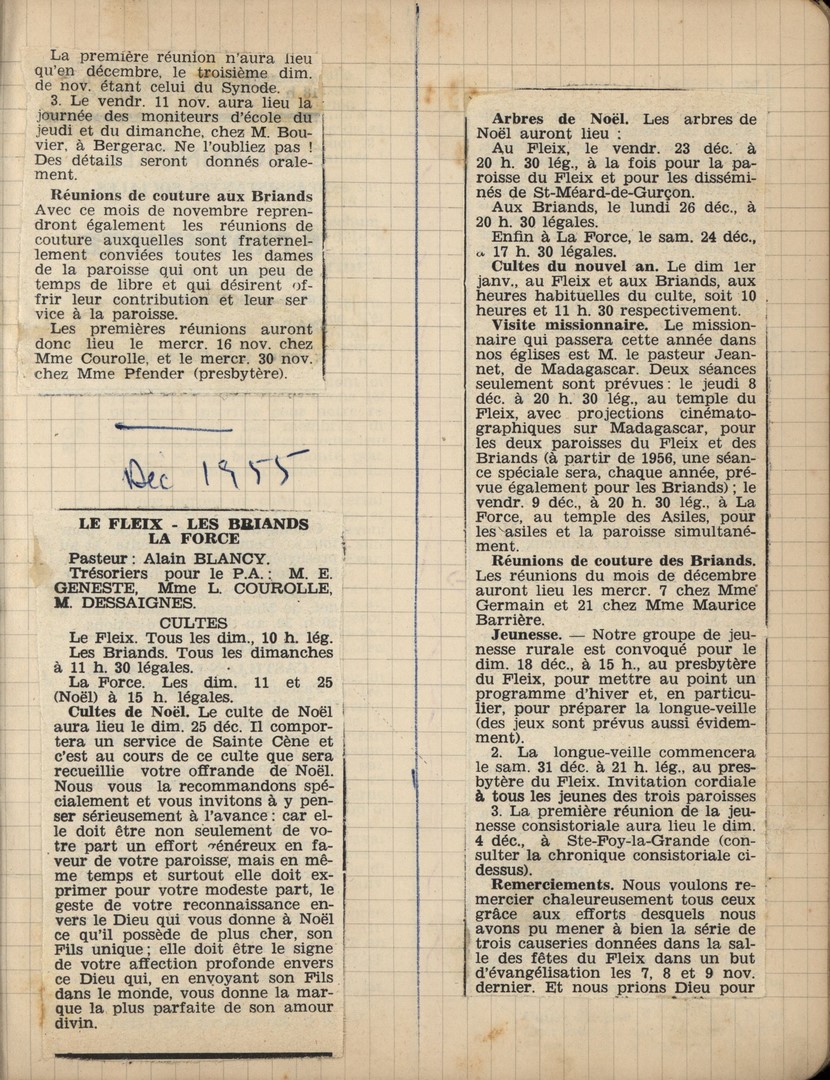 La première réunion n'aura lieu
qu'en décembre, le troisième dim.
de nov. étant celui du Synode.
3. Le vendr. 11 nov. aura lieu la
journée des moniteurs d'école du
jeudi et du dimanche, chez M. Bou-
vier, à Bergerac. Ne l'oubliez pas !
Des détails seront donnés orale-
ment.
Réunions de couture aux Briands
Avec ce mois de novembre repren-
dront également les réunions de
couture auxquelles sont fraternel-
lement conviées toutes les dames
de la paroisse qui ont un peu de
temps de libre et qui désirent of-
frir leur contribution et leur ser
vice à la paroisse.
Les premières réunions auront
donc lieu le mercr. 16 nov. chez
Mme Courolle, et le mercr. 30 nov.
chez Mme Pfender (presbytère).
Dec 1955
LE FLEIX - LES BRIANDS
LA FORCE
Pasteur : Alain BLANCY.
Trésoriers pour le P.A. : M. E.
GENESTE, Mme L. COUROLLE,
M. DESSAIGNES.
CULTES
Le Fleix. Tous les dim., 10 h. lég.
Les Briands. Tous les dimanches
à 11 h. 30 légales.
La Force. Les dim. 11 et 25
(Noël) à 15 h. légales.
Cultes de Noël. Le culte de Noël
aura lieu le dim. 25 déc. Il compor-
tera un service de Sainte Cène et
c'est au cours de ce culte que sera
recueillie votre offrande de Noël.
Nous vous la recommandons spé-
cialement et vous invitons à y pen-
ser sérieusement à l'avance : car el-
le doit être non seulement de vo-
tre part un effort généreux en fa-
veur de votre paroisse, mais en mê-
me temps et surtout elle doit ex-
primer pour votre modeste part, le
geste de votre reconnaissance en-
vers le Dieu qui vous donne à Noël
ce qu'il possède de plus cher, son
Fils unique ; elle doit être le signe
de votre affection profonde envers
ce Dieu qui, en envoyant son Fils
dans le monde, vous donne la mar-
que la plus parfaite de son amour
divin.
Arbres de Noël. Les arbres de
Noël auront lieu :
Au Fleix, le vendr. 23 déc. à
20 h. 30 lég., à la fois pour la pa-
roisse du Fleix et pour les dissémi-
nés de St-Méard-de-Gurçon.
Aux Briands, le lundi 26 déc., à
20 h. 30 légales.
Enfin à La Force, le sam. 24 déc.,
à 17 h. 30 légales.
Cultes du nouvel an. Le dim 1er
janv., au Fleix et aux Briands, aux
heures habituelles du culte, soit 10
heures et 11 h. 30 respectivement.
Visite missionnaire. Le mission-
naire qui passera cette année dans
nos églises est M. le pasteur Jean-
net, de Madagascar. Deux séances
seulement sont prévues : le jeudi 8
déc. à 20 h. 30 lég., au temple du
Fleix, avec projections cinémato-
graphiques sur Madagascar, pour
les deux paroisses du Fleix et des
Briands (à partir de 1956, une séan-
ce spéciale sera, chaque année, pré-
vue également pour les Briands) ; le
vendr. 9 déc., à 20 h. 30 lég., à La
Force, au temple des Asiles, pour
les asiles et la paroisse simultané-
ment.
Réunions de couture des Briands.
Les réunions du mois de décembre
auront lieu les mercr. 7 chez Mme
Germain et 21 chez Mme Maurice
Barrière.
Jeunesse. — Notre groupe de jeu-
nesse rurale est convoqué pour le
dim. 18 déc., à 15 h., au presbytère
du Fleix, pour mettre au point un
programme d'hiver et, en particu-
lier, pour préparer la longue-veille
(des jeux sont prévus aussi évidem-
ment).
2. La longue-veille commencera
le sam. 31 déc. à 21 h. lég., au pres-
bytère du Fleix. Invitation cordiale
à tous les jeunes des trois paroisses
3. La première réunion de la jeu-
nesse consistoriale aura lieu le dim.
4 déc., à Ste-Foy-la-Grande (con-
sulter la chronique consistoriale ci-
dessus).
Remerciements. Nous voulons re-
mercier chaleureusement tous ceux
grâce aux efforts desquels nous
avons pu mener à bien la série de
trois causeries données dans la sal-
le des fêtes du Fleix dans un but
d'évangélisation les 7, 8 et 9 nov.
dernier. Et nous prions Dieu pour